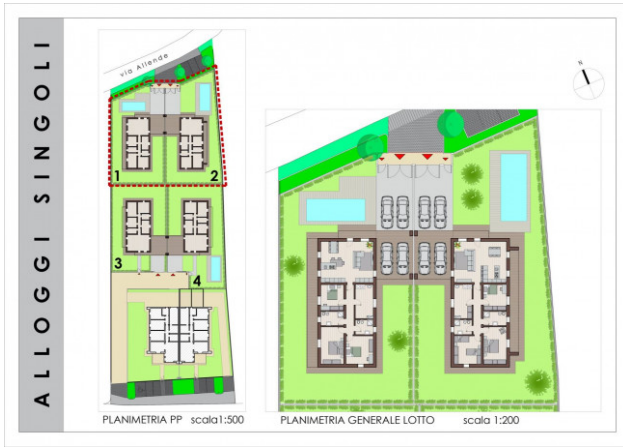 ALLOGGI SINGOLI
via Allende
1
2
3
4
PLANIMETRIA PP scala1:500
N
PLANIMETRIA GENERALE LOTTO scala 1:200